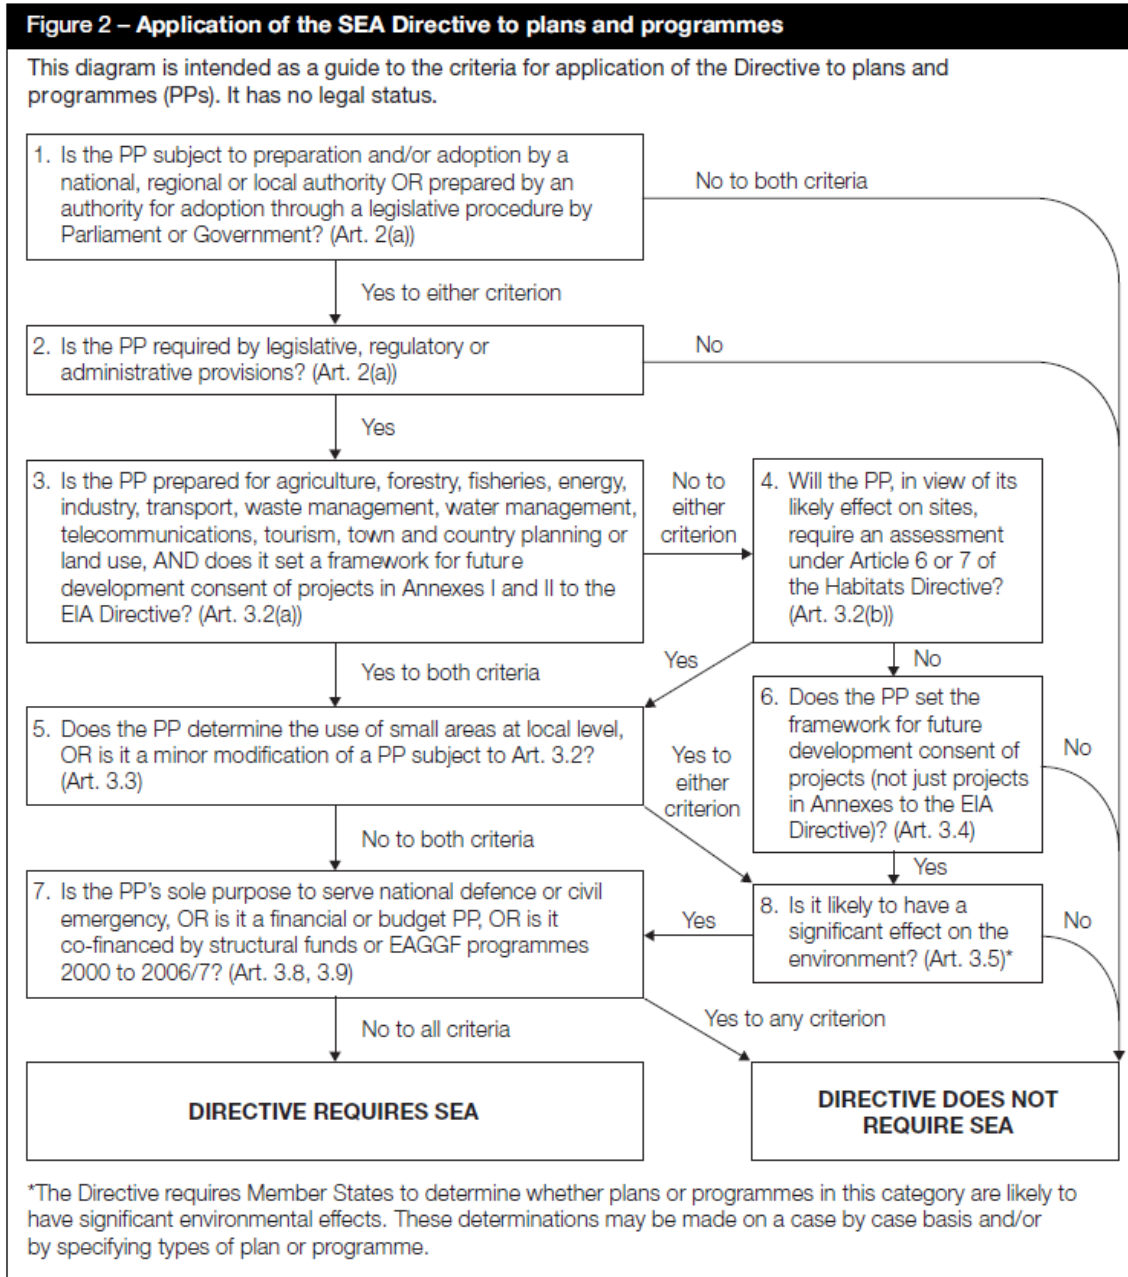 Figure 2 – Application of the SEA Directive to plans and programmes
This diagram is intended as a guide to the criteria for application of the Directive to plans and
programmes (PPs). It has no legal status.
1. Is the PP subject to preparation and/or adoption by a
national, regional or local authority OR prepared by an
authority for adoption through a legislative procedure by
Parliament or Government? (Art. 2(a))
No to both criteria
Yes to either criterion
2. Is the PP required by legislative, regulatory or
administrative provisions? (Art. 2(a))
No
Yes
3. Is the PP prepared for agriculture, forestry, fisheries, energy,
industry, transport, waste management, water management,
telecommunications, tourism, town and country planning or
land use, AND does it set a framework for future
development consent of projects in Annexes I and II to the
EIA Directive? (Art. 3.2(a))
No to
either
criterion
4. Will the PP, in view of its
likely effect on sites,
require an assessment
under Article 6 or 7 of
the Habitats Directive?
(Art. 3.2(b))
Yes to both criteria
Yes
No
5. Does the PP determine the use of small areas at local level,
OR is it a minor modification of a PP subject to Art. 3.2?
(Art. 3.3)
Yes to
either
criterion
6. Does the PP set the
framework for future
development consent of
projects (not just projects
in Annexes to the EIA
Directive)? (Art. 3.4)
No
No to both criteria
Yes
7. Is the PP's sole purpose to serve national defence or civil
emergency, OR is it a financial or budget PP, OR is it
co-financed by structural funds or EAGGF programmes
2000 to 2006/7? (Art. 3.8, 3.9)
Yes
8. Is it likely to have a
significant effect on the
environment? (Art. 3.5)*
No
No to all criteria
Yes to any criterion
DIRECTIVE REQUIRES SEA
DIRECTIVE DOES NOT
REQUIRE SEA
*The Directive requires Member States to determine whether plans or programmes in this category are likely to
have significant environmental effects. These determinations may be made on a case by case basis and/or
by specifying types of plan or programme.